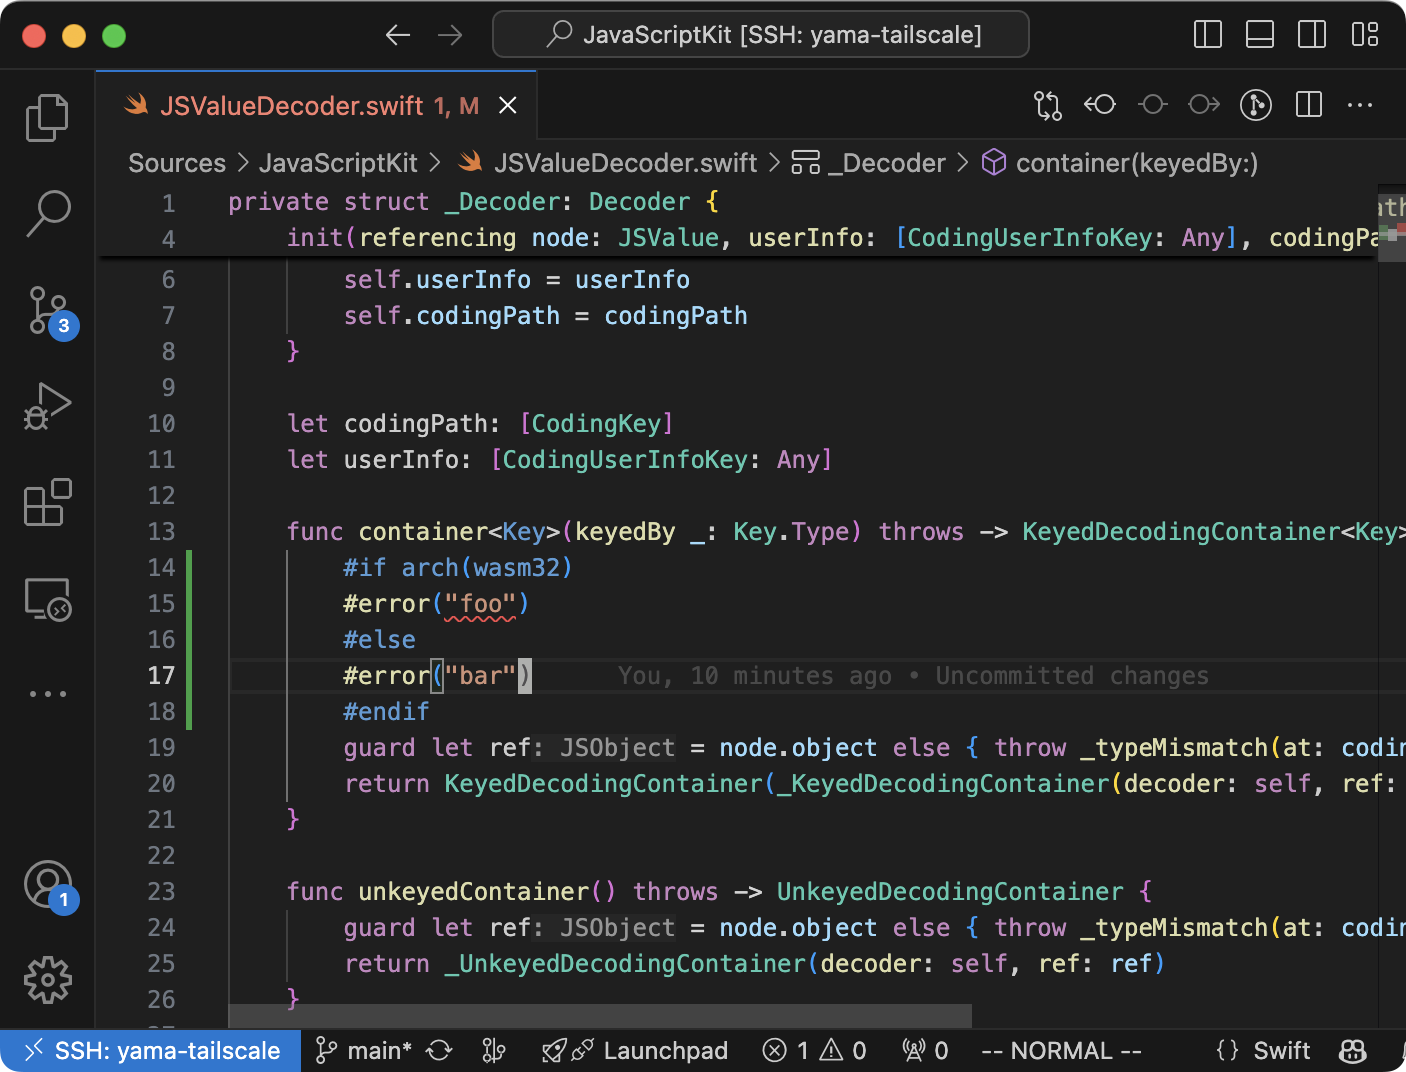 JavaScriptKit [SSH: yama-tailscale]
JSValueDecoder.swift 1, M
Sources > JavaScriptKit > JSValueDecoder.swift > _Decoder > container(keyedBy:)
1 private struct _Decoder: Decoder {
4 init(referencing node: JSValue, userInfo: [CodingUserInfoKey: Any], codingPa
6 self.userInfo = userInfo
7 self.codingPath = codingPath
8 }
9
10 let codingPath: [CodingKey]
11 let userInfo: [CodingUserInfoKey: Any]
12
13 func container<Key>(keyedBy _: Key.Type) throws -> KeyedDecodingContainer<Key>
14 #if arch(wasm32)
15 #error("foo")
16 #else
17 #error("bar") You, 10 minutes ago • Uncommitted changes
18 #endif
19 guard let ref: JSObject = node.object else { throw _typeMismatch(at: codin
20 return KeyedDecodingContainer(_KeyedDecodingContainer(decoder: self, ref:
21 }
22
23 func unkeyedContainer() throws -> UnkeyedDecodingContainer {
24 guard let ref: JSObject = node.object else { throw _typeMismatch(at: codin
25 return _UnkeyedDecodingContainer(decoder: self, ref: ref)
26 }
3
1
SSH: yama-tailscale main* Launchpad 1 0 0 -- NORMAL -- {} Swift